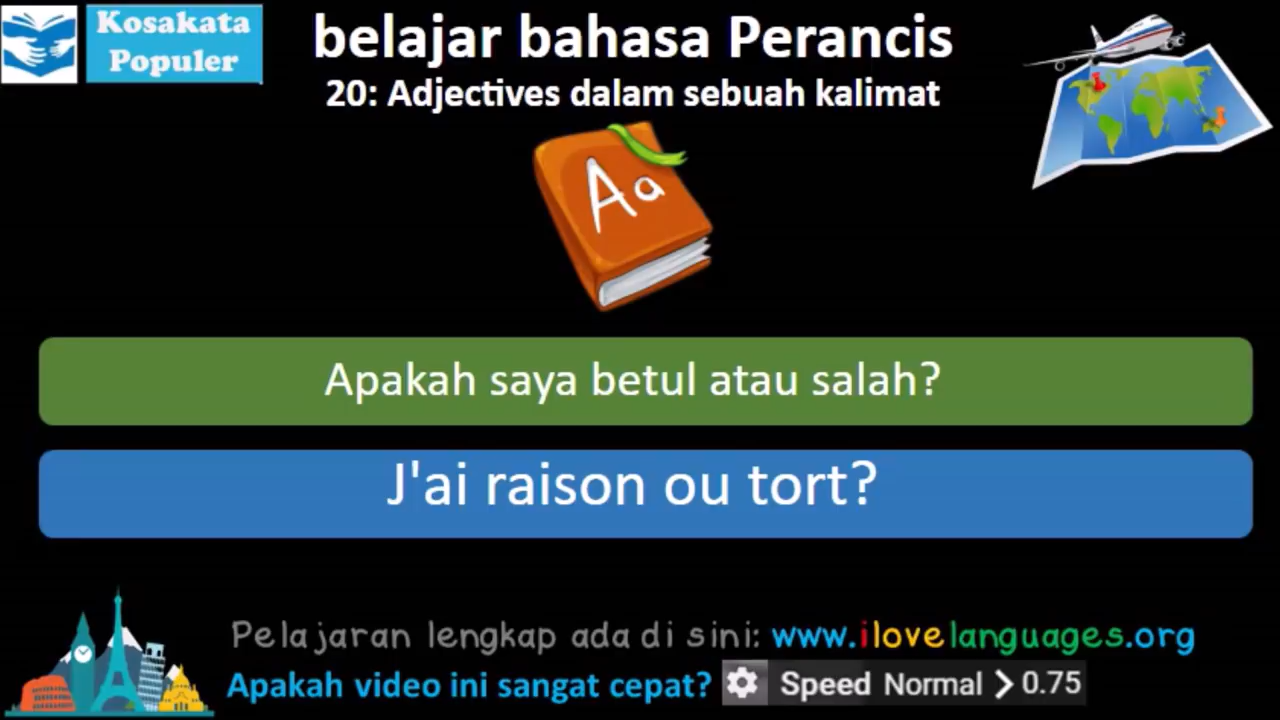 Kosakata
Populer
belajar bahasa Perancis
20: Adjectives dalam sebuah kalimat
Aa
Apakah saya betul atau salah?
J'ai raison ou tort?
Pelajaran lengkap ada di sini: www.ilovelanguages.org
Apakah video ini sangat cepat? Speed Normal > 0.75